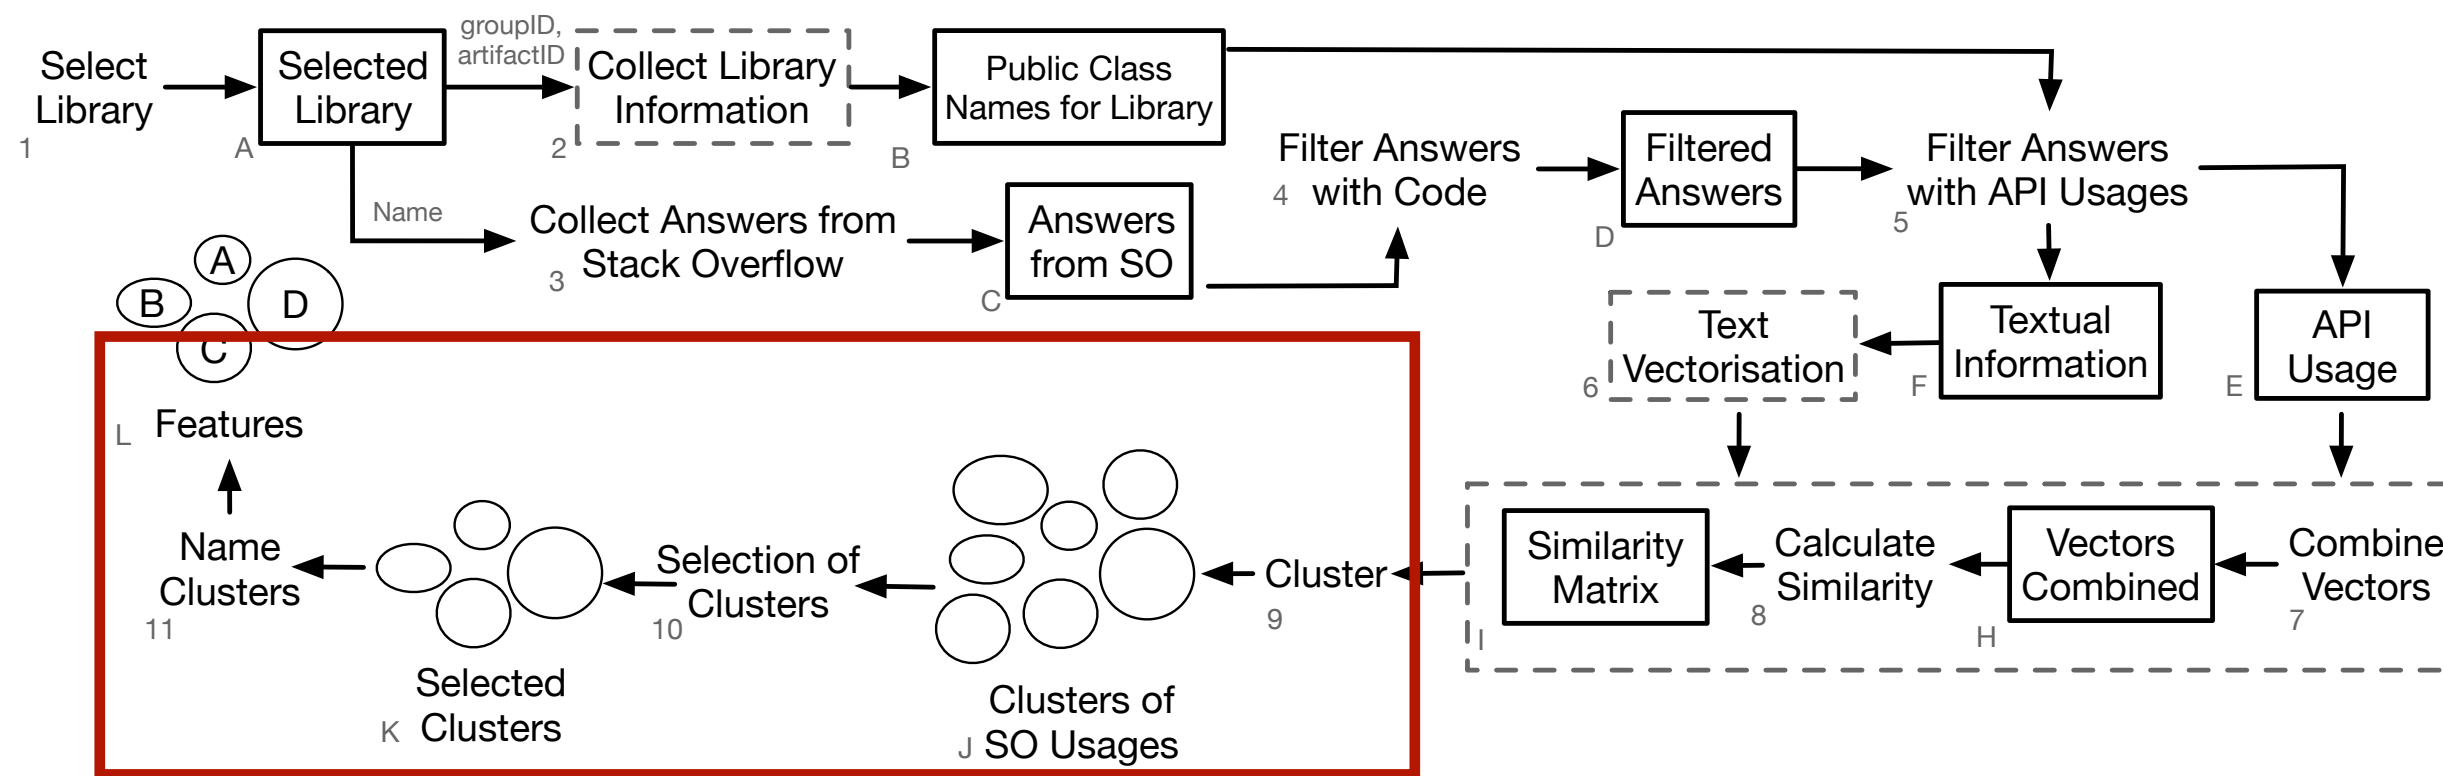 Select
Library
1
Selected
Library
A
groupID,
artifactID
Collect Library
Information
2
Public Class
Names for Library
B
Name
Collect Answers from
Stack Overflow
3
Answers
from SO
C
Filter Answers
with Code
4
Filtered
Answers
D
Filter Answers
with API Usages
5
API
Usage
E
Textual
Information
F
Text
Vectorisation
6
Combine
Vectors
7
Vectors
Combined
H
Calculate
Similarity
8
Similarity
Matrix
I
Cluster
9
Clusters of
SO Usages
J
Selection of
Clusters
10
Selected
Clusters
K
Name
Clusters
11
Features
L
A
B
D
C